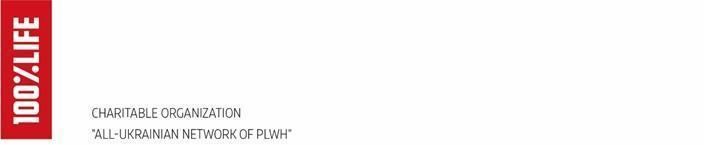 100%LIFE
CHARITABLE ORGANIZATION
"ALL-UKRAINIAN NETWORK OF PLWH"